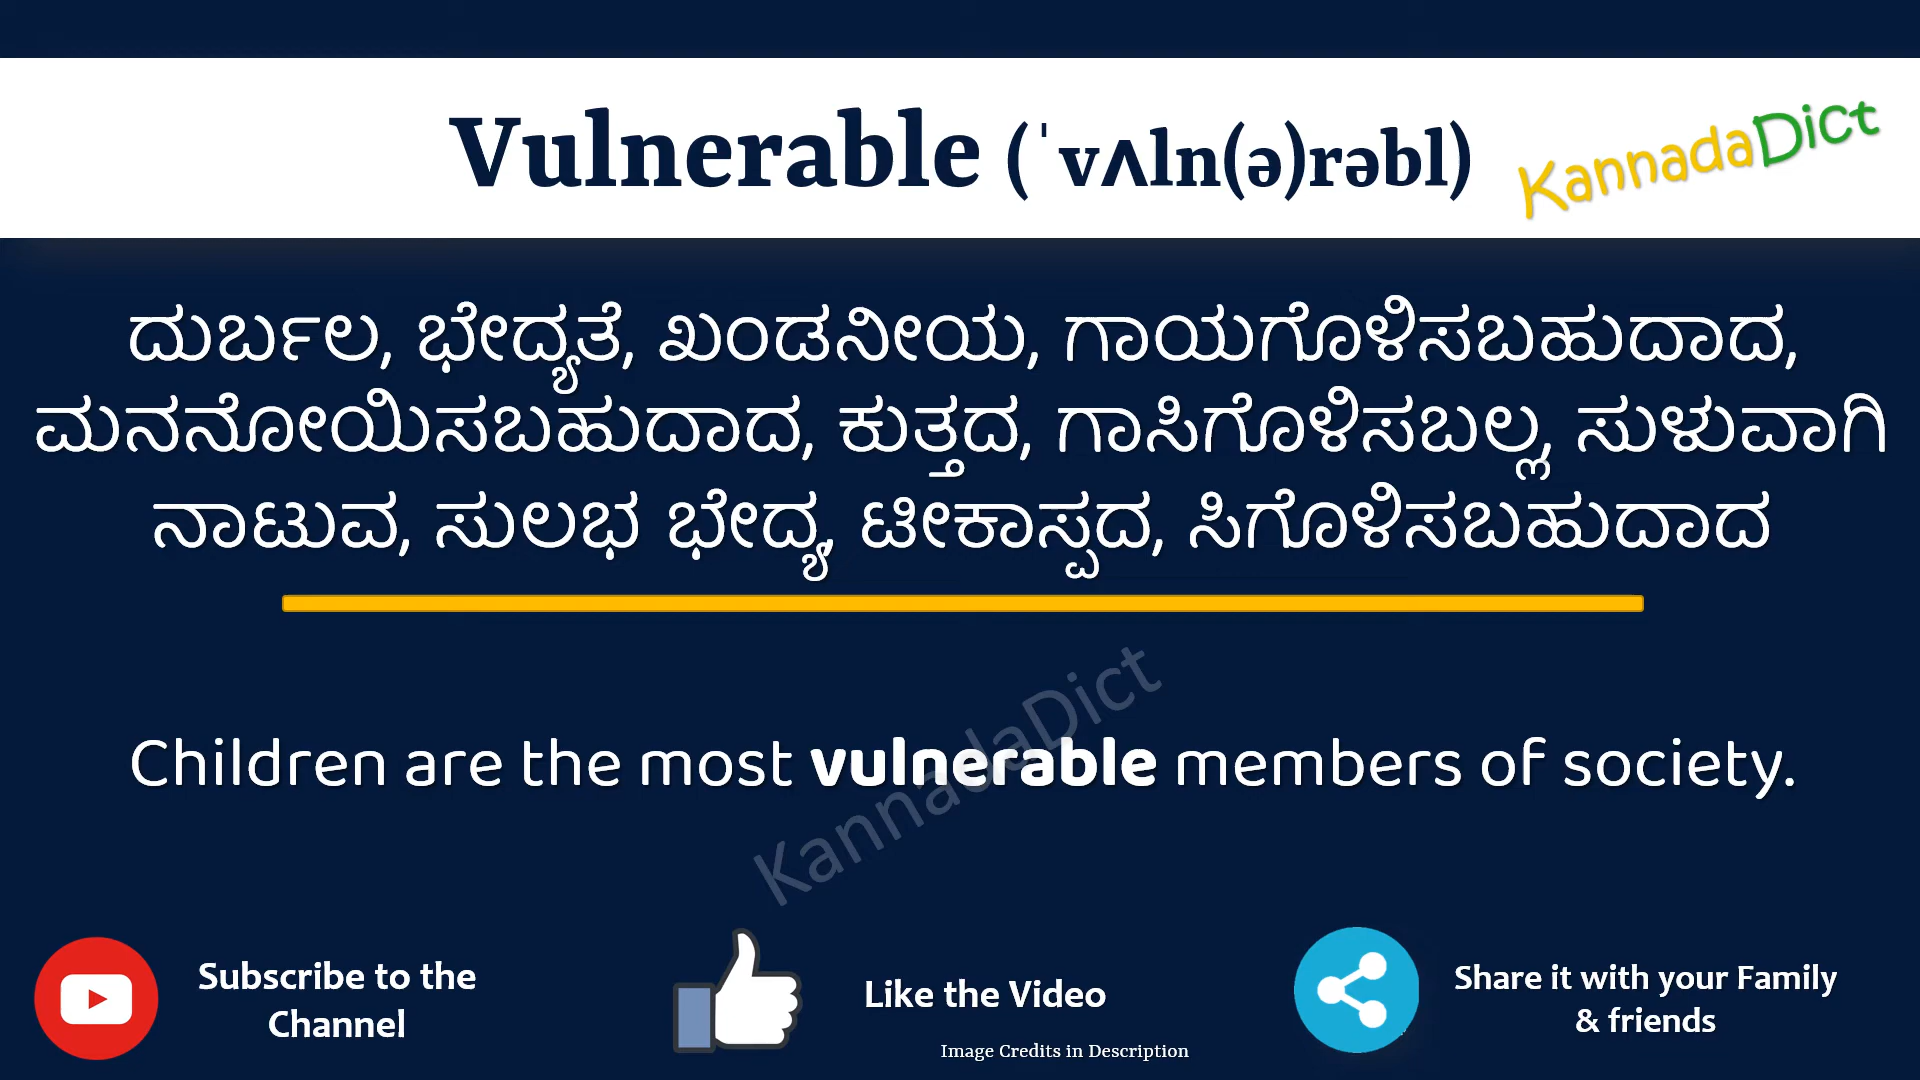 Vulnerable (ˈvʌln(ə)rəbl)
KannadaDict
ದುರ್ಬಲ, ಭೇದ್ಯತೆ, ಖಂಡನೀಯ, ಗಾಯಗೊಳಿಸಬಹುದಾದ,
ಮನನೋಯಿಸಬಹುದಾದ, ಕುತ್ತದ, ಗಾಸಿಗೊಳಿಸಬಲ್ಲ, ಸುಳುವಾಗಿ
ನಾಟುವ, ಸುಲಭ ಭೇದ್ಯ, ಟೀಕಾಸ್ಪದ, ಸಿಗೊಳಿಸಬಹುದಾದ
KannadaDict
Children are the most vulnerable members of society.
Subscribe to the
Channel
Like the Video
Share it with your Family
& friends
Image Credits in Description